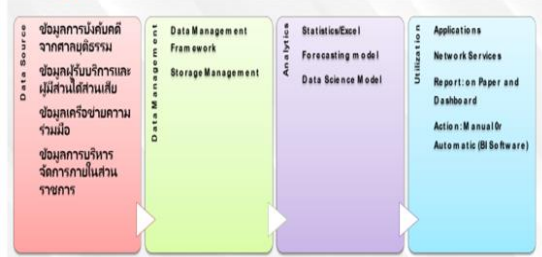 Data Source
ข้อมูลการบังคับคดี
จากศาลยุติธรรม
ข้อมูลผู้รับบริการและ
ผู้มีส่วนได้ส่วนเสีย
ข้อมูลเครือข่ายความ
ร่วมมือ
ข้อมูลการบริหาร
จัดการภายในส่วน
ราชการ
Data Management
Data Management
Framework
Storage Management
Analytics
Statistics/Excel
Forecasting model
Data Science Model
Utilization
Applications
Network Services
Report: on Paper and
Dashboard
Action: Manual 0r
Automatic (BI Software)